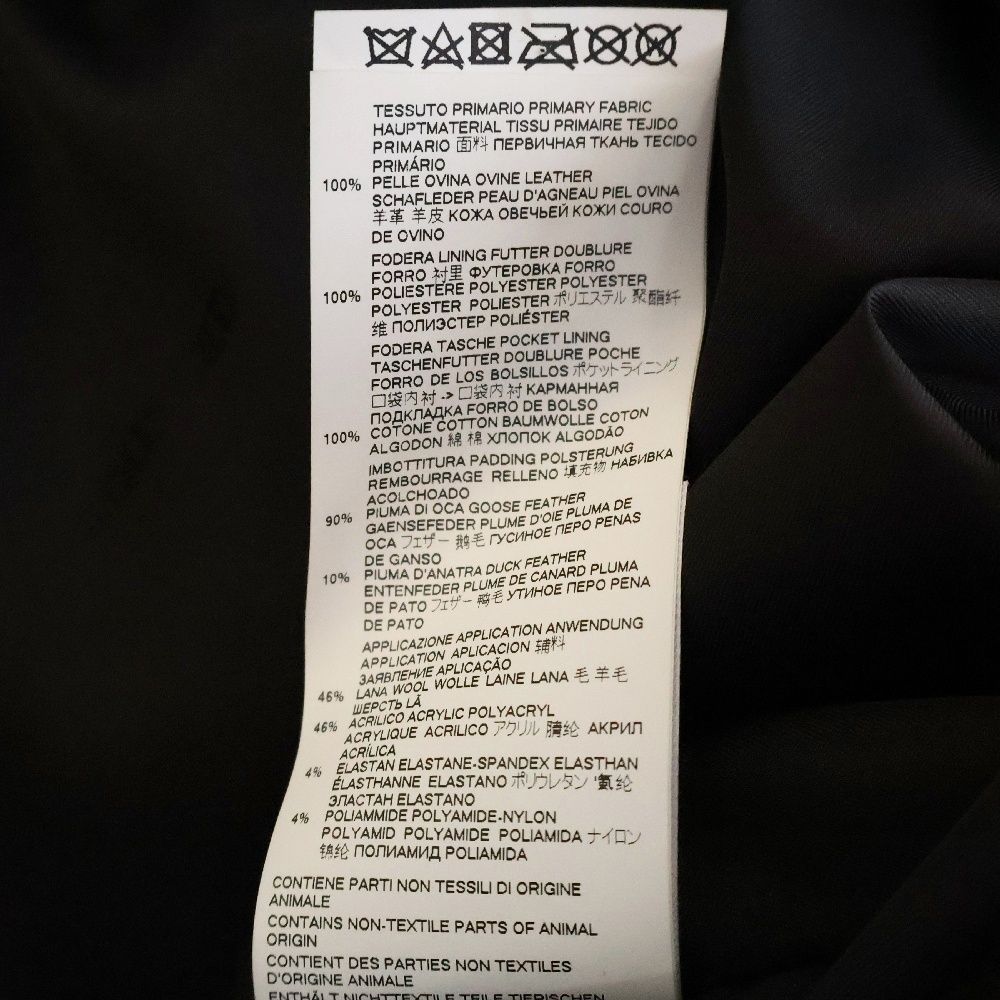 TESSUTO PRIMARIO PRIMARY FABRIC
HAUPTMATERIAL TISSU PRIMAIRE TEJIDO
PRIMARIO 面料 ПЕРВИЧНАЯ ТКАНЬ TECIDO
PRIMÁRIO
100% PELLE OVINA OVINE LEATHER
SCHAFLEDER PEAU D'AGNEAU PIEL OVINA
羊革 羊皮 КОЖА ОВЕЧЬЕЙ КОЖИ COURO
DE OVINO
FODERA LINING FUTTER DOUBLURE
FORRO 衬里 ФУТЕРОВКА FORRO
100% POLIESTERE POLYESTER POLYESTER
POLYESTER POLIESTER ポリエステル 聚酯纤
维 ПОЛИЭСТЕР POLIÉSTER
FODERA TASCHE POCKET LINING
TASCHENFUTTER DOUBLURE POCHE
FORRO DE LOS BOLSILLOS ポケットライニング
口袋内衬 -> 口袋内衬 КАРМАННАЯ
ПОДКЛАДКА FORRO DE BOLSO
100% COTONE COTTON BAUMWOLLE COTON
ALGODON 綿 棉 ХЛОПОК ALGODÃO
IMBOTTITURA PADDING POLSTERUNG
REMBOURRAGE RELLENO 填充物 НАБИВКА
ACOLCHOADO
90% PIUMA DI OCA GOOSE FEATHER
GAENSEFEDER PLUME D'OIE PLUMA DE
OCA フェザー 鹅毛 ГУСИНОЕ ПЕРО PENAS
DE GANSO
10% PIUMA D'ANATRA DUCK FEATHER
ENTENFEDER PLUME DE CANARD PLUMA
DE PATO フェザー 鸭毛 УТИНОЕ ПЕРО PENA
DE PATO
APPLICAZIONE APPLICATION ANWENDUNG
APPLICATION APLICACION 辅料
ЗАЯВЛЕНИЕ APLICAÇÃO
46% LANA WOOL WOLLE LAINE LANA 毛 羊毛
ШЕРСТЬ LÃ
46% ACRILICO ACRYLIC POLYACRYL
ACRYLIQUE ACRILICO アクリル 腈纶 АКРИЛ
ACRÍLICA
4% ELASTAN ELASTANE-SPANDEX ELASTHAN
ÉLASTHANNE ELASTANO ポリウレタン '氨纶
ЭЛАСТАН ELASTANO
4% POLIAMMIDE POLYAMIDE-NYLON
POLYAMID POLYAMIDE POLIAMIDA ナイロン
锦纶 ПОЛИАМИД POLIAMIDA
CONTIENE PARTI NON TESSILI DI ORIGINE
ANIMALE
CONTAINS NON-TEXTILE PARTS OF ANIMAL
ORIGIN
CONTIENT DES PARTIES NON TEXTILES
D'ORIGINE ANIMALE
ENTHÄLT NICHTTEXTILE TEILE TIERISCHEN